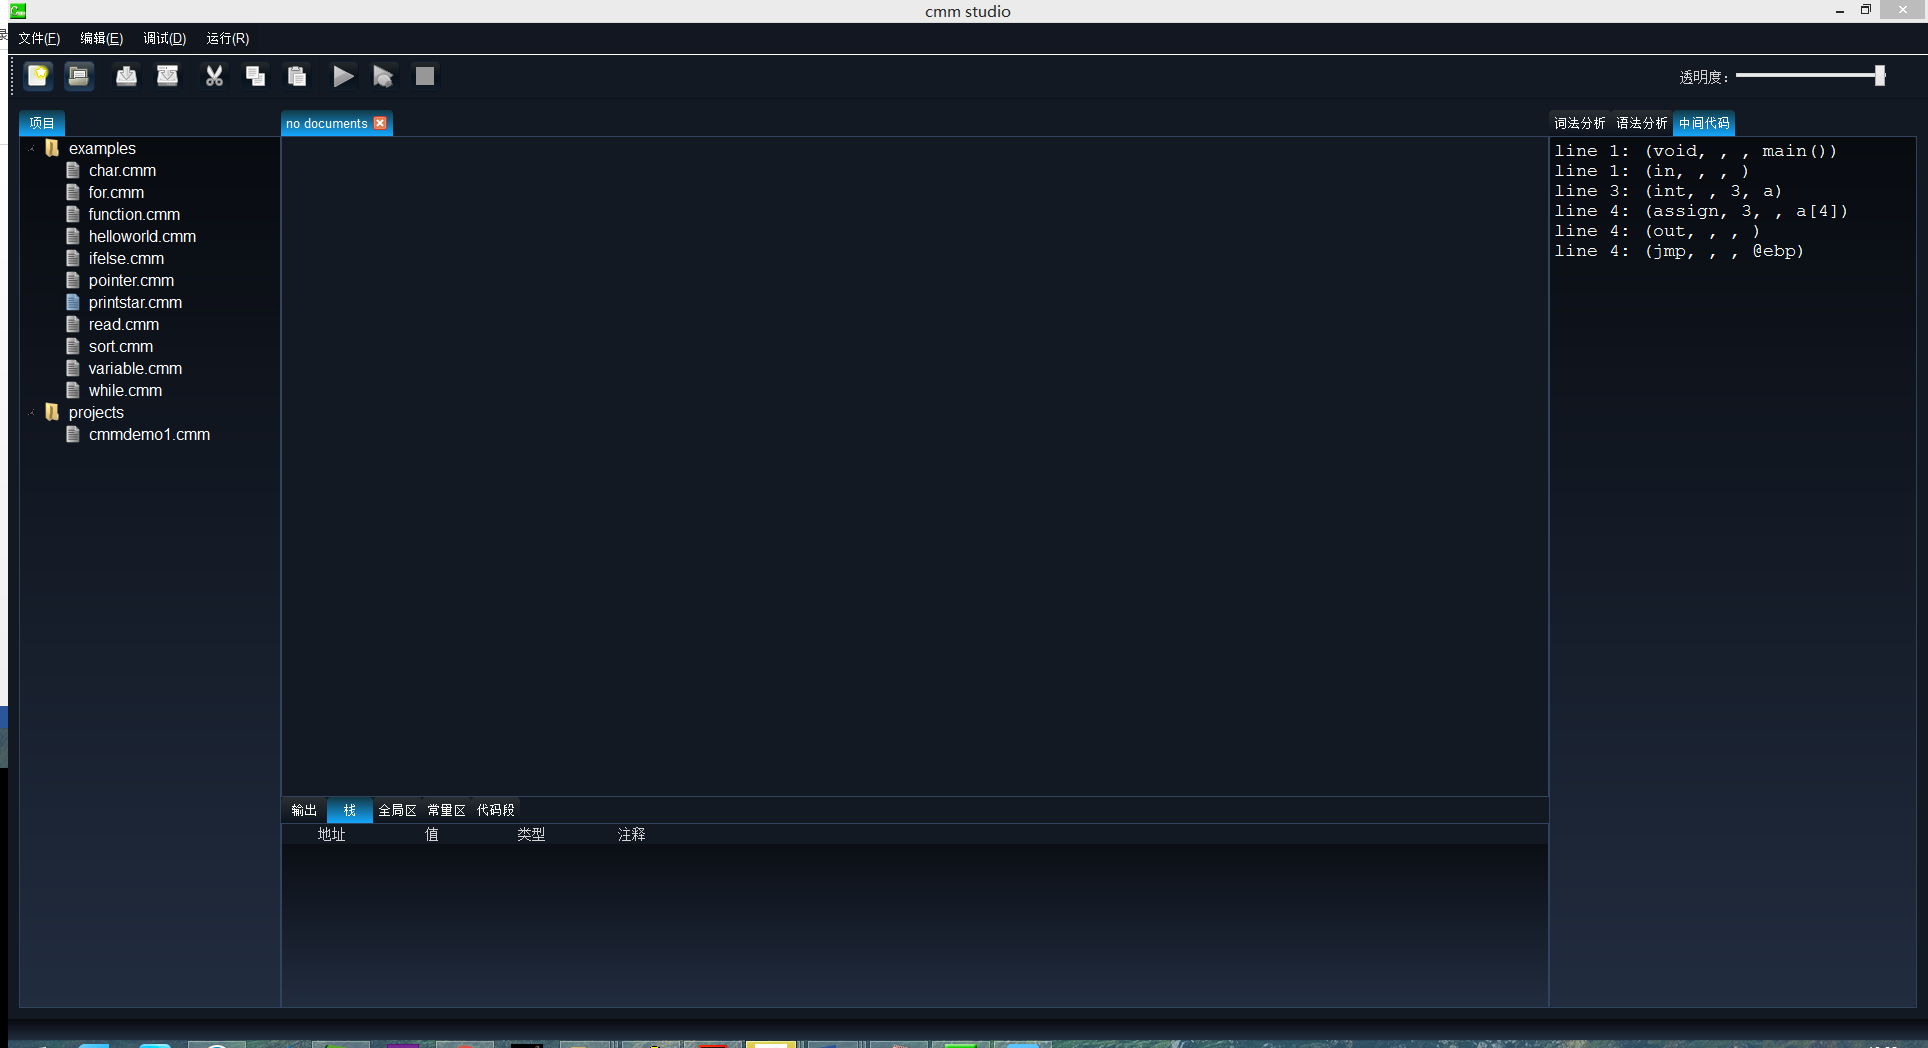 cmm studio
文件(F) 编辑(E) 调试(D) 运行(R)
透明度：
项目
examples
char.cmm
for.cmm
function.cmm
helloworld.cmm
ifelse.cmm
pointer.cmm
printstar.cmm
read.cmm
sort.cmm
variable.cmm
while.cmm
projects
cmmdemo1.cmm
no documents
输出 栈 全局区 常量区 代码段
地址 值 类型 注释
词法分析 语法分析 中间代码
line 1: (void, , , main())
line 1: (in, , , )
line 3: (int, , 3, a)
line 4: (assign, 3, , a[4])
line 4: (out, , , )
line 4: (jmp, , , @ebp)